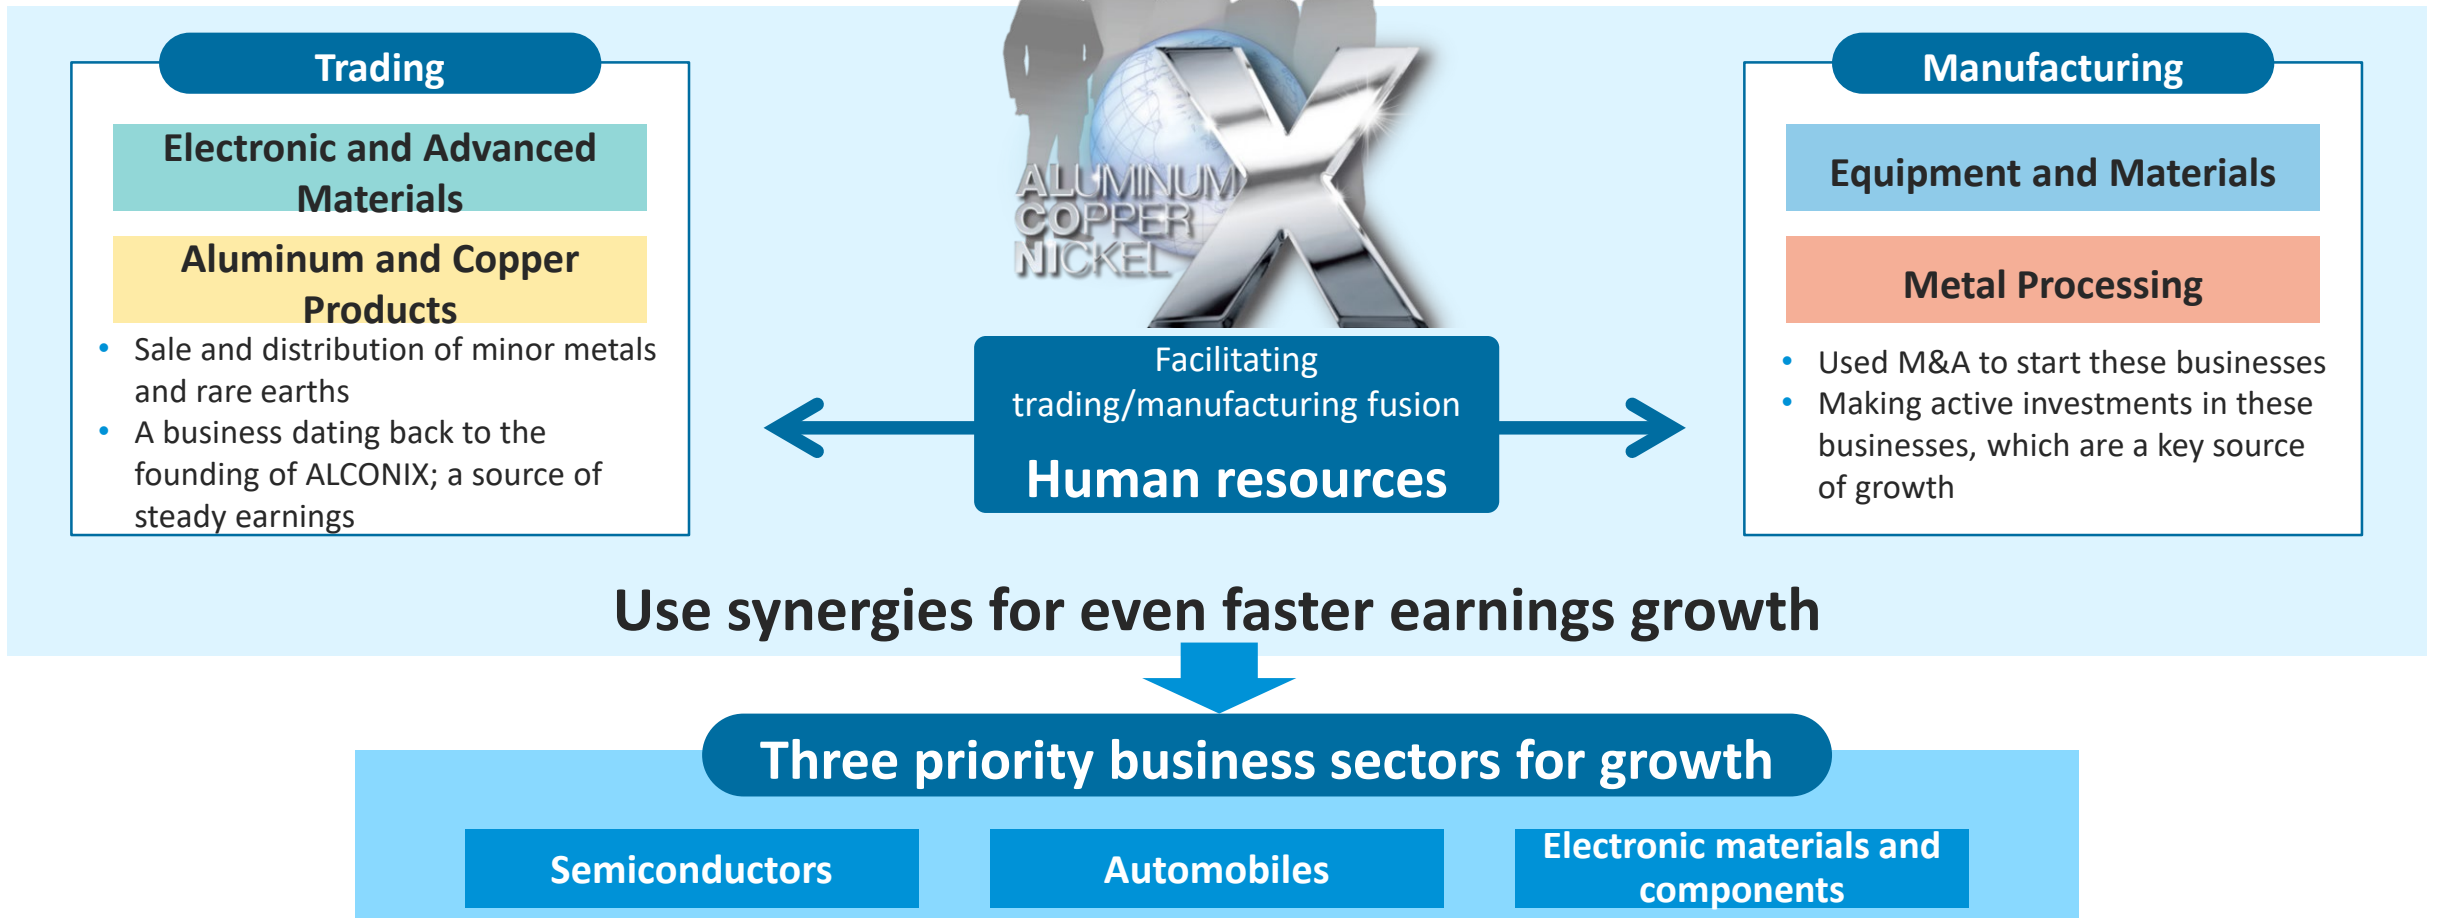 Trading
Electronic and Advanced
Materials
Aluminum and Copper
Products
• Sale and distribution of minor metals
and rare earths
• A business dating back to the
founding of ALCONIX; a source of
steady earnings
ALUMINUM
COPPER
NICKEL
X
Facilitating
trading/manufacturing fusion
Human resources
Manufacturing
Equipment and Materials
Metal Processing
• Used M&A to start these businesses
• Making active investments in these
businesses, which are a key source
of growth
Use synergies for even faster earnings growth
Three priority business sectors for growth
Semiconductors
Automobiles
Electronic materials and
components